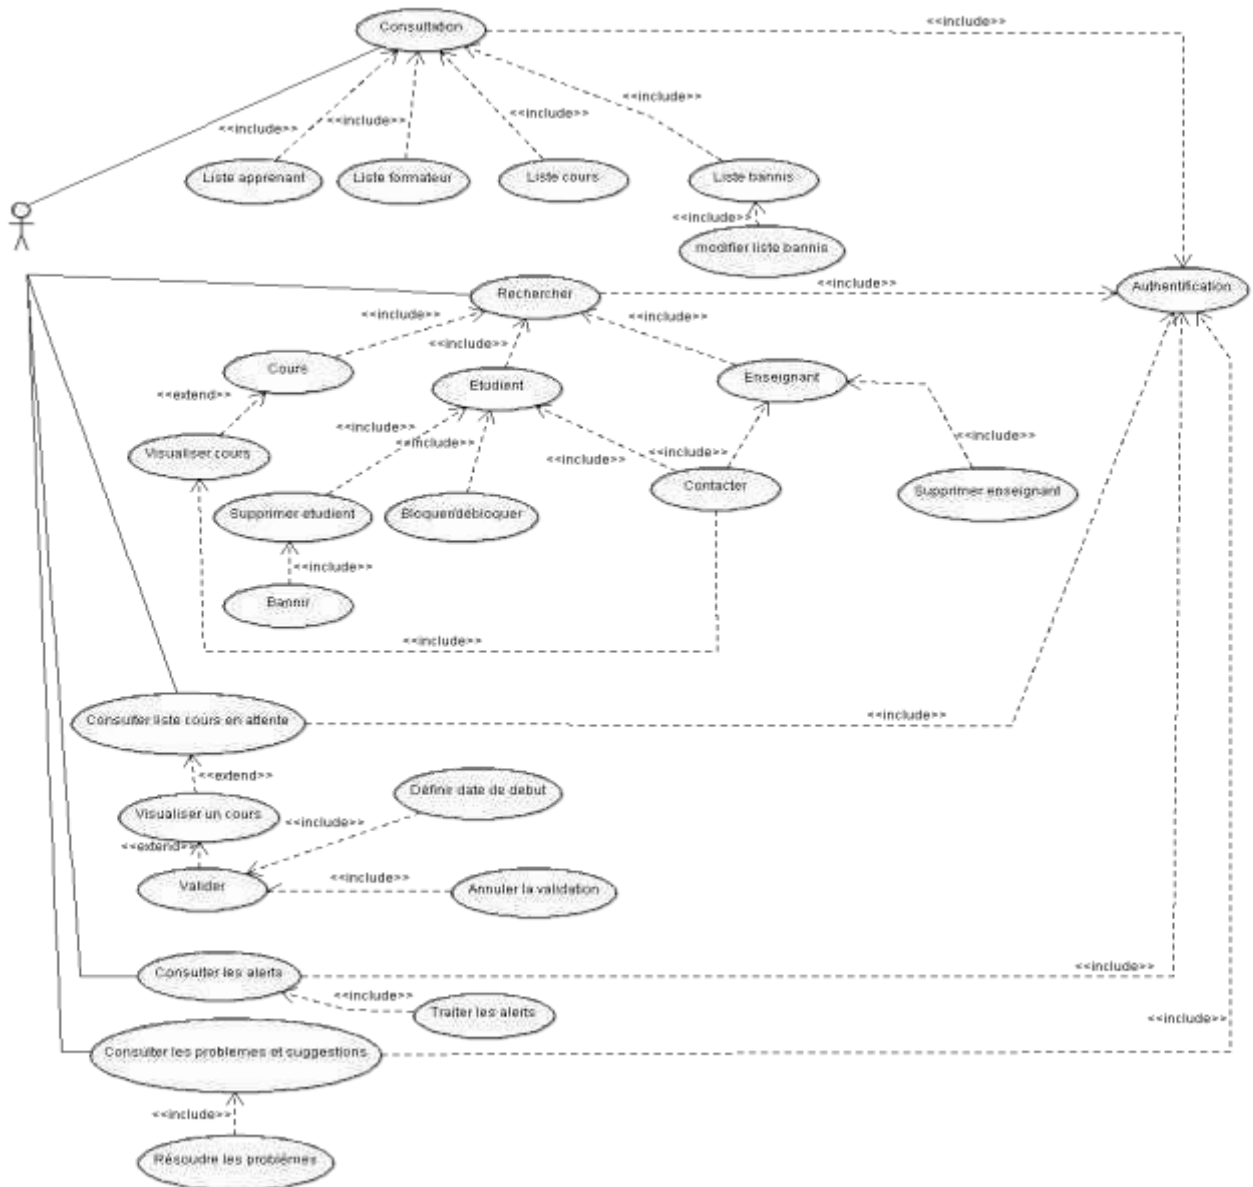 Consultation
<<include>>
<<include>>
<<include>>
<<include>>
<<include>>
Liste apprenant
Liste formateur
Liste cours
Liste bannis
<<include>>
modifier liste bannis
Rechercher
<<include>>
Authentification
<<include>>
<<include>>
<<include>>
Cours
Etudient
Enseignant
<<extend>>
<<include>>
<<include>>
<<include>>
<<include>>
<<include>>
Visualiser cours
Contacter
Supprimer enseignant
Supprimer etudient
Bloquer/débloquer
<<include>>
Bannir
<<include>>
Consulter liste cours en attente
<<include>>
<<extend>>
Définir date de debut
Visualiser un cours
<<include>>
<<extend>>
Valider
<<include>>
Annuler la validation
Consulter les alerts
<<include>>
<<include>>
Traiter les alerts
<<include>>
Consulter les problèmes et suggestions
<<include>>
Résoudre les problèmes